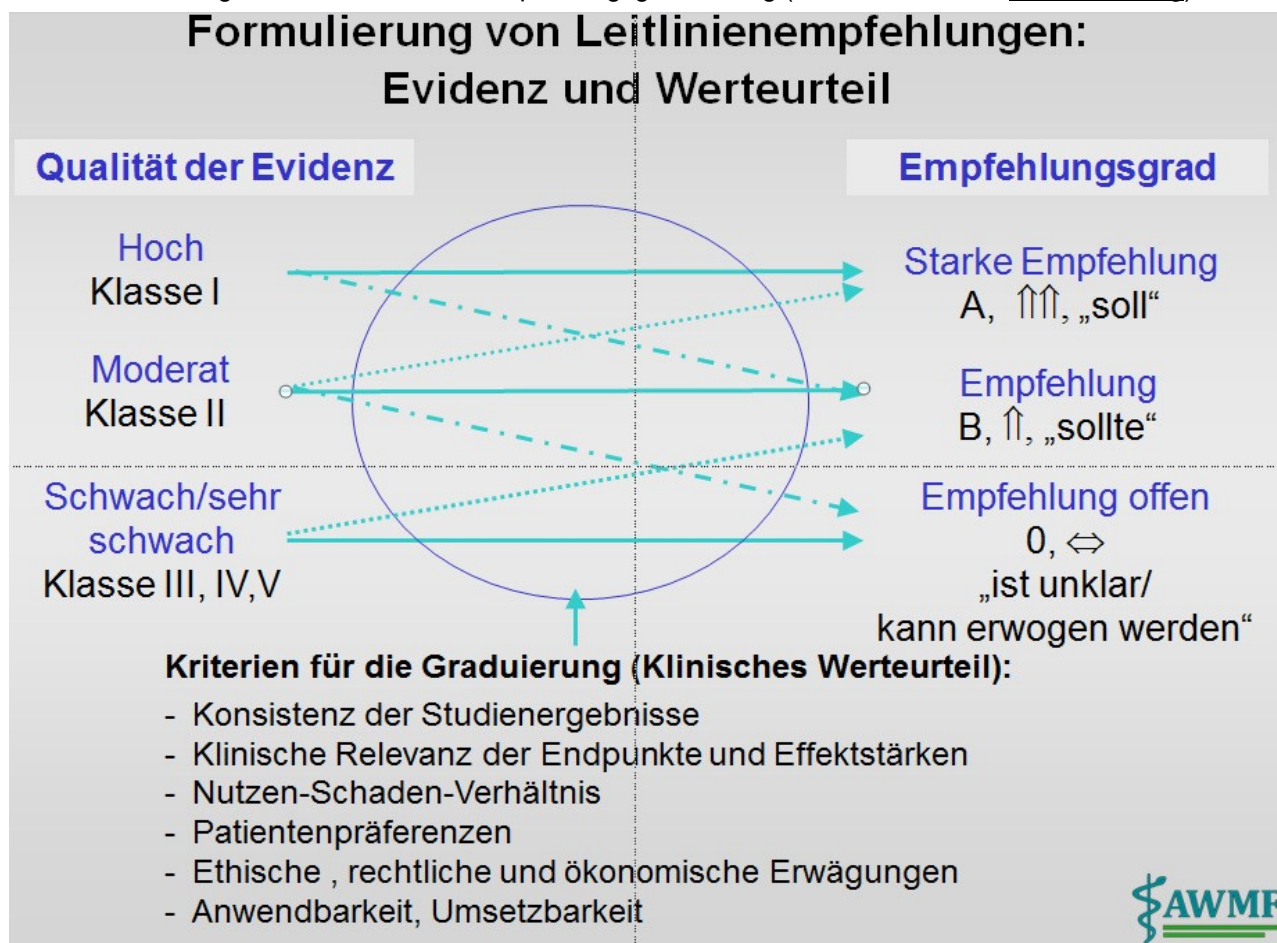 Formulierung von Leitlinienempfehlungen:
Evidenz und Werteurteil
Qualität der Evidenz
Empfehlungsgrad
Hoch
Klasse I
Starke Empfehlung
A, ⇑⇑, „soll“
Moderat
Klasse II
Empfehlung
B, ⇑, „sollte“
Schwach/sehr
schwach
Klasse III, IV,V
Empfehlung offen
0, ⇔
„ist unklar/
kann erwogen werden“
Kriterien für die Graduierung (Klinisches Werteurteil):
- Konsistenz der Studienergebnisse
- Klinische Relevanz der Endpunkte und Effektstärken
- Nutzen-Schaden-Verhältnis
- Patientenpräferenzen
- Ethische , rechtliche und ökonomische Erwägungen
- Anwendbarkeit, Umsetzbarkeit
AWMF